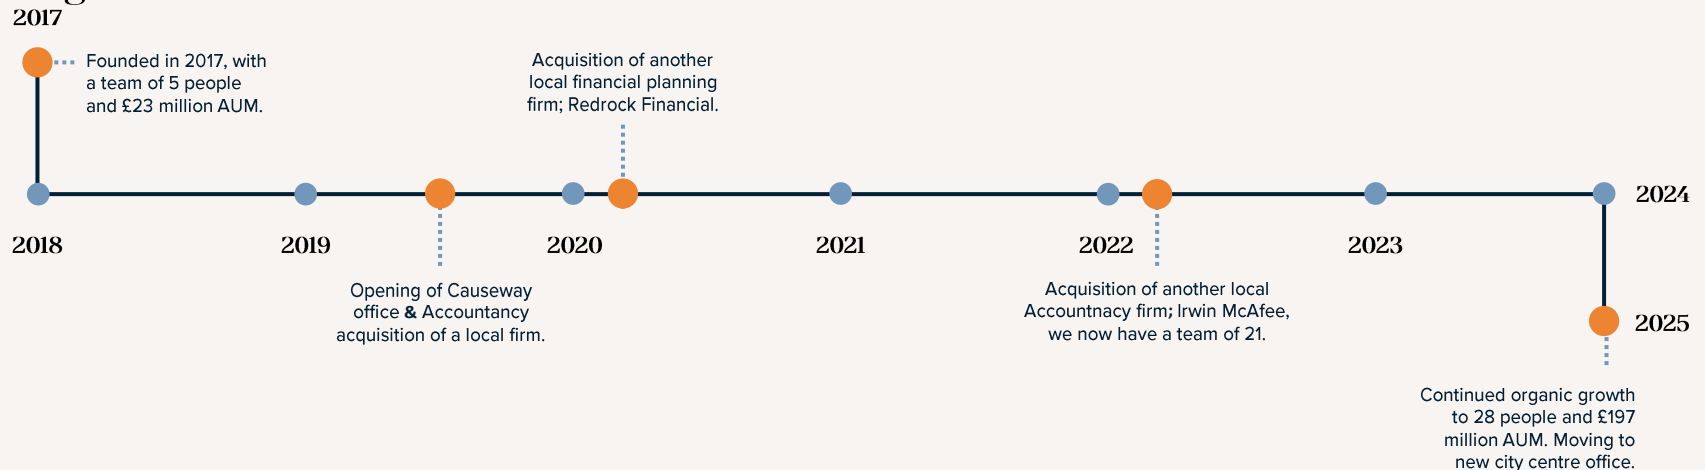 2017
Founded in 2017, with
a team of 5 people
and £23 million AUM.
Acquisition of another
local financial planning
firm; Redrock Financial.
2024
2018
2019
2020
2021
2022
2023
Opening of Causeway
office & Accountancy
acquisition of a local firm.
Acquisition of another local
Accountnacy firm; Irwin McAfee,
we now have a team of 21.
2025
Continued organic growth
to 28 people and £197
million AUM. Moving to
new city centre office.